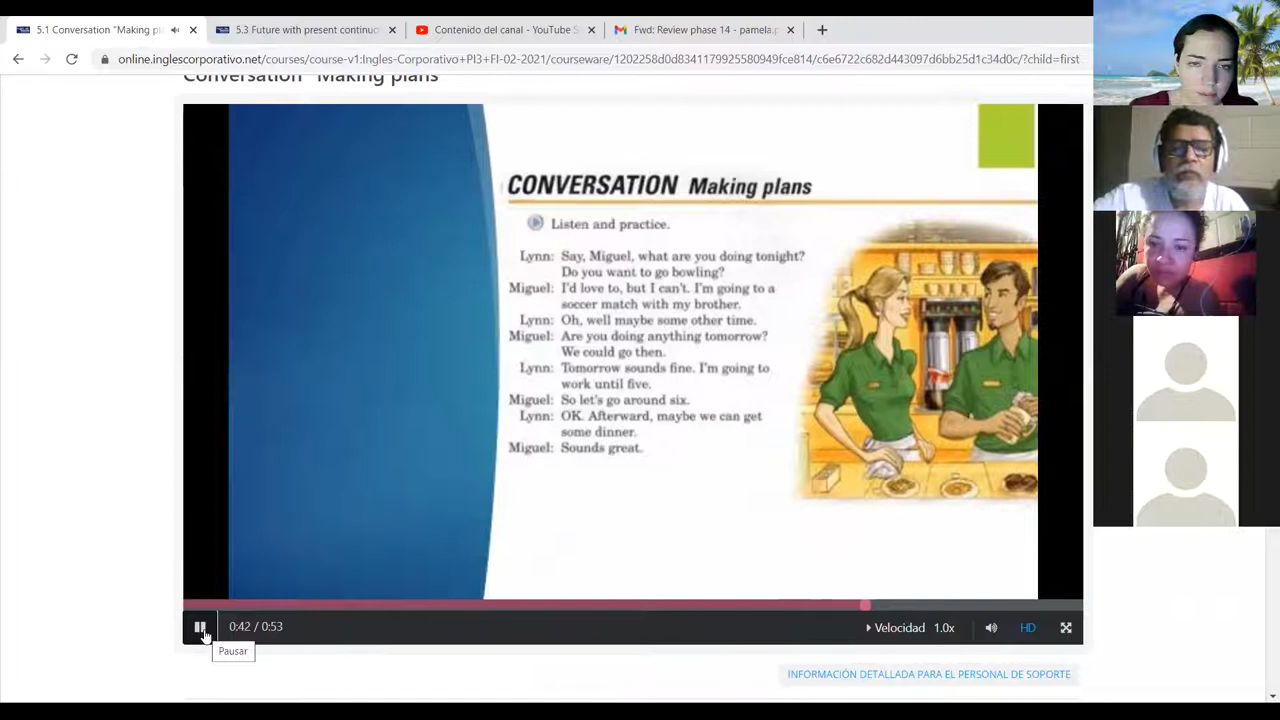 5.1 Conversation "Making pl
5.3 Future with present continuo
Contenido del canal - YouTube S
Fwd: Review phase 14 - pamela.p
online.inglescorporativo.net/courses/course-v1:Ingles-Corporativo+PI3+FI-02-2021/courseware/1202258d0d8341179925580949fce814/c6e6722c682d443097d6bb25d1c34d0c/?child=first
Conversation "Making plans"
CONVERSATION Making plans
Listen and practice.
Lynn: Say, Miguel, what are you doing tonight?
Do you want to go bowling?
Miguel: I'd love to, but I can't. I'm going to a
soccer match with my brother.
Lynn: Oh, well maybe some other time.
Miguel: Are you doing anything tomorrow?
We could go then.
Lynn: Tomorrow sounds fine. I'm going to
work until five.
Miguel: So let's go around six.
Lynn: OK. Afterward, maybe we can get
some dinner.
Miguel: Sounds great.
0:42 / 0:53
Velocidad 1.0x
HD
Pausar
INFORMACIÓN DETALLADA PARA EL PERSONAL DE SOPORTE